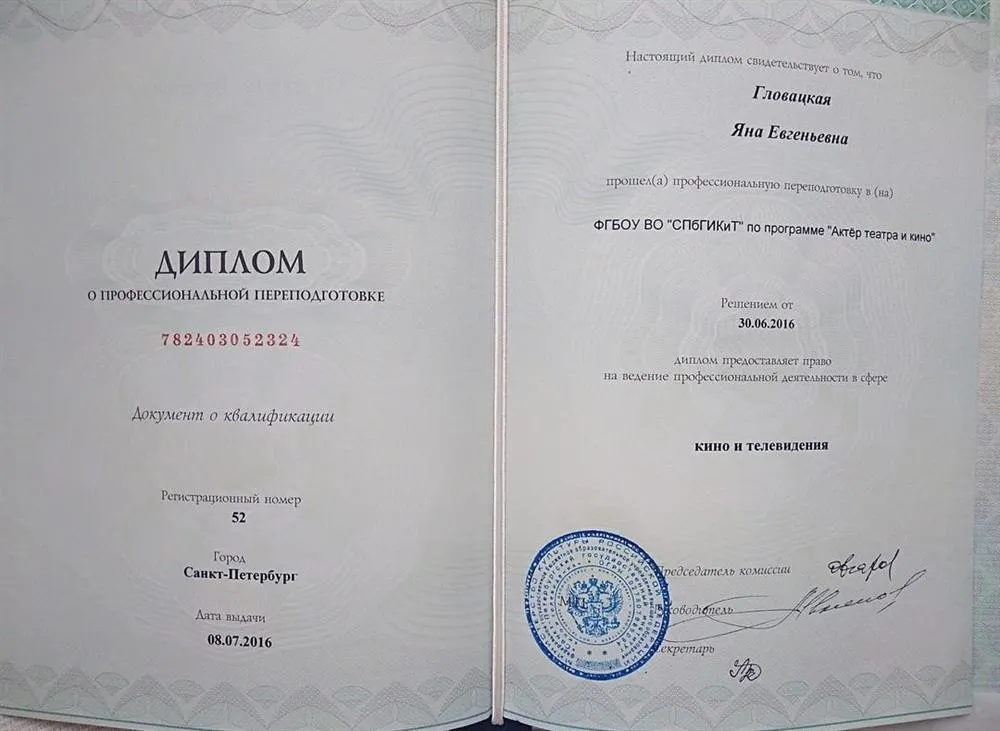 ДИПЛОМ
О ПРОФЕССИОНАЛЬНОЙ ПЕРЕПОДГОТОВКЕ
782403052324
Документ о квалификации
Регистрационный номер
52
Город
Санкт-Петербург
Дата выдачи
08.07.2016
Настоящий диплом свидетельствует о том, что
Гловацкая
Яна Евгеньевна
прошел(а) профессиональную переподготовку в (на)
ФГБОУ ВО "СПбГИКиТ" по программе "Актёр театра и кино"
Решением от
30.06.2016
диплом предоставляет право
на ведение профессиональной деятельности в сфере
кино и телевидения
Председатель комиссии
Руководитель
Секретарь